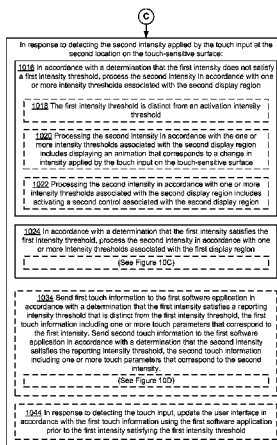 C
In response to detecting the second intensity applied by the touch input at the
second location on the touch-sensitive surface:
1016 In accordance with a determination that the first intensity does not satisfy
a first intensity threshold, process the second intensity in accordance with one
or more intensity thresholds associated with the second display region
1018 The first intensity threshold is distinct from an activation intensity
threshold
1020 Processing the second intensity in accordance with the one or
more intensity thresholds associated with the second display region
includes displaying an animation that corresponds to a change in
intensity applied by the touch input on the touch-sensitive surface
1022 Processing the second intensity in accordance with one or more
intensity thresholds associated with the second display region includes
activating a second control associated with the second display region
1024 In accordance with a determination that the first intensity satisfies the
first intensity threshold, process the second intensity in accordance with one or
more intensity thresholds associated with the first display region
(See Figure 10C)
1034 Send first touch information to the first software application in
accordance with a determination that the first intensity satisfies a reporting
intensity threshold that is distinct from the first intensity threshold, the first
touch information including one or more touch parameters that correspond to
the first intensity. Send second touch information to the first software
application in accordance with a determination that the second intensity
satisfies the reporting intensity threshold, the second touch information
including one or more touch parameters that correspond to the second
intensity.
(See Figure 10D)
1044 In response to detecting the touch input, update the user interface in
accordance with the first touch information using the first software application
prior to the first intensity satisfying the first intensity threshold